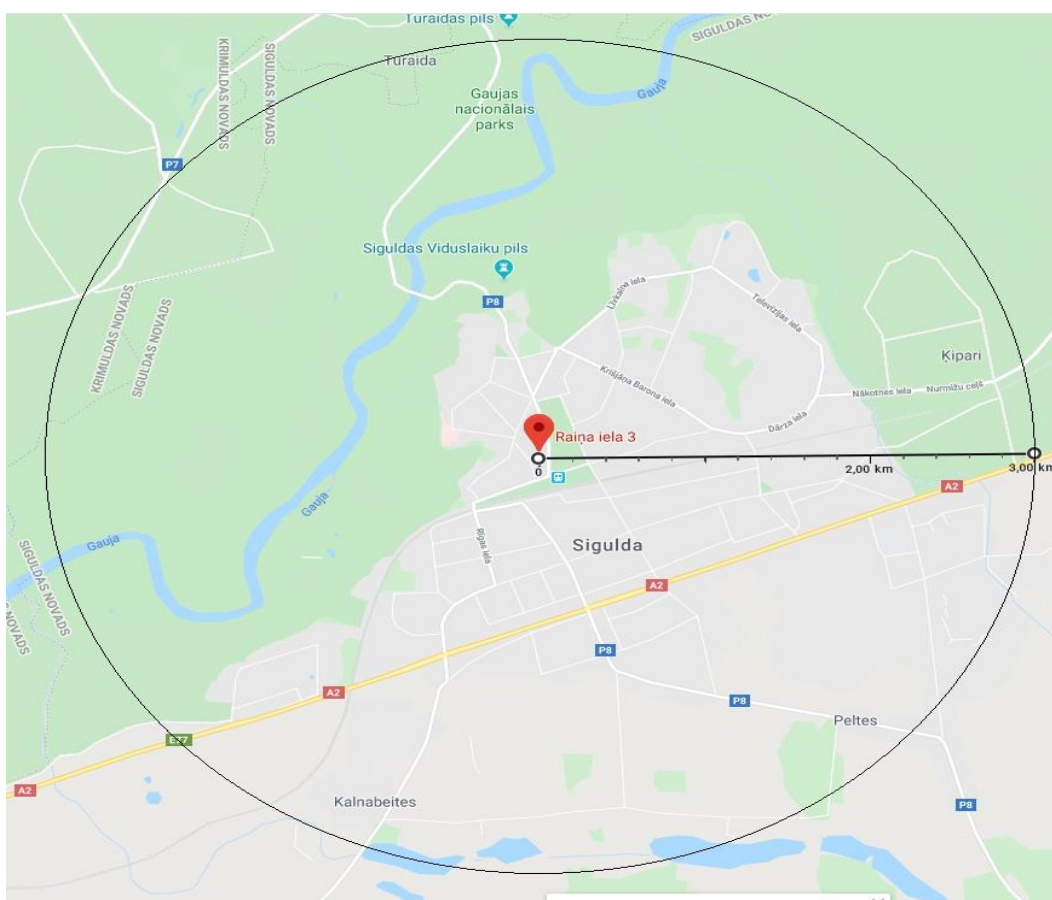 Turaidas pils
SIGULDAS NOVADS
KRIMULDAS NOVADS
SIGULDAS NOVADS
Turaida
Gaujas
nacionālais
parks
Gauja
P7
Siguldas Viduslaiku pils
P8
Līvkalna iela
Televīzijas iela
KRIMULDAS NOVADS
SIGULDAS NOVADS
Ķipari
Krišjāņa Barona iela
Nākotnes iela
Nurmižu ceļš
Dārza iela
Raiņa iela 3
0
2,00 km
3,00 km
A2
Gauja
Gauja
Rīgas iela
Sigulda
SIGULDAS NOVADS
NOVADS
A2
P8
A2
P8
Peltes
E77
A2
Kalnabeites
P8